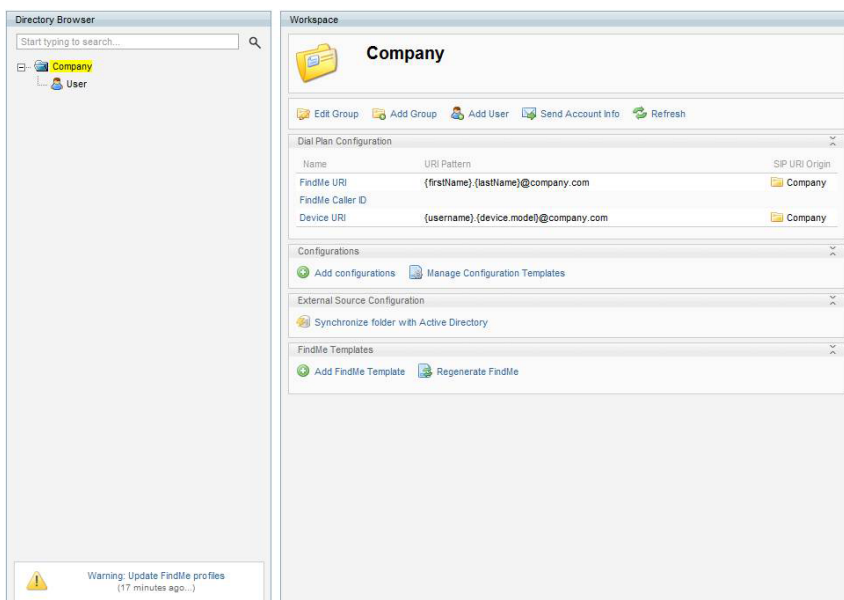 Directory Browser
Start typing to search...
Company
User
Warning: Update FindMe profiles
(17 minutes ago...)
Workspace
Company
Edit Group Add Group Add User Send Account Info Refresh
Dial Plan Configuration
Name URI Pattern SIP URI Origin
FindMe URI {firstName}.{lastName}@company.com Company
FindMe Caller ID
Device URI {username}.{device.model}@company.com Company
Configurations
Add configurations Manage Configuration Templates
External Source Configuration
Synchronize folder with Active Directory
FindMe Templates
Add FindMe Template Regenerate FindMe